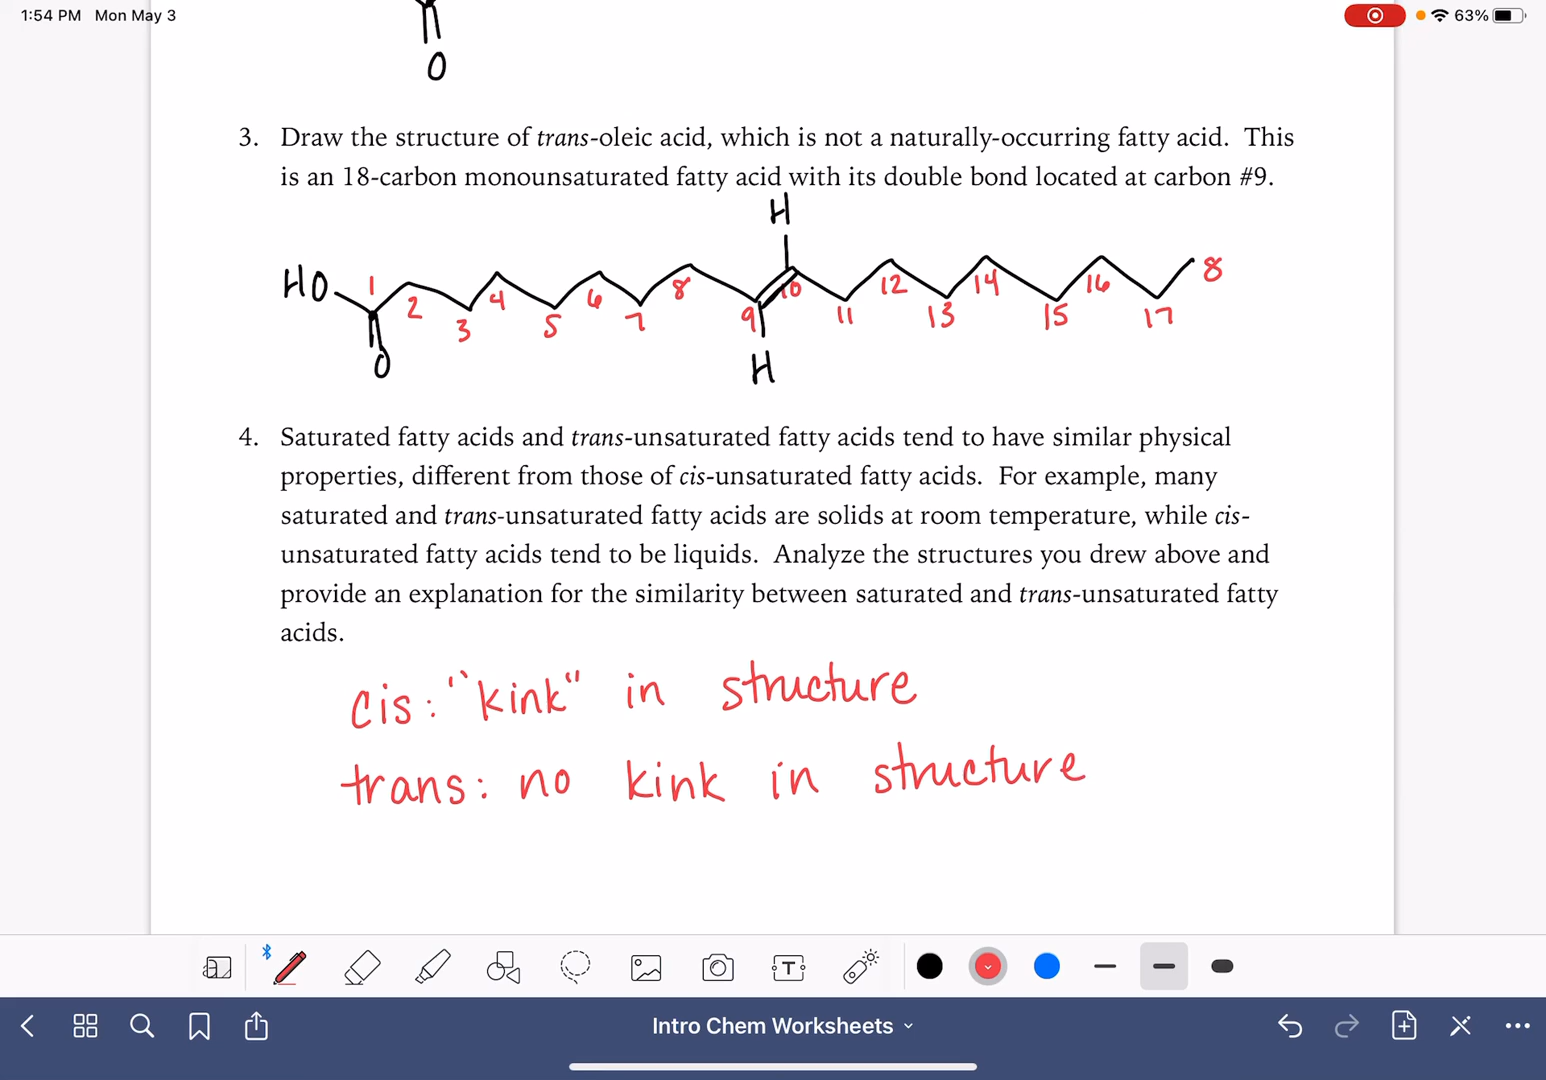 1:54 PM Mon May 3
63%
O
3. Draw the structure of trans-oleic acid, which is not a naturally-occurring fatty acid. This
is an 18-carbon monounsaturated fatty acid with its double bond located at carbon #9.
H
HO 1 2 3 4 5 6 7 8 9 10 11 12 13 14 15 16 17 8
O
H
4. Saturated fatty acids and trans-unsaturated fatty acids tend to have similar physical
properties, different from those of cis-unsaturated fatty acids. For example, many
saturated and trans-unsaturated fatty acids are solids at room temperature, while cis-
unsaturated fatty acids tend to be liquids. Analyze the structures you drew above and
provide an explanation for the similarity between saturated and trans-unsaturated fatty
acids.
cis: "kink" in structure
trans: no kink in structure
Intro Chem Worksheets